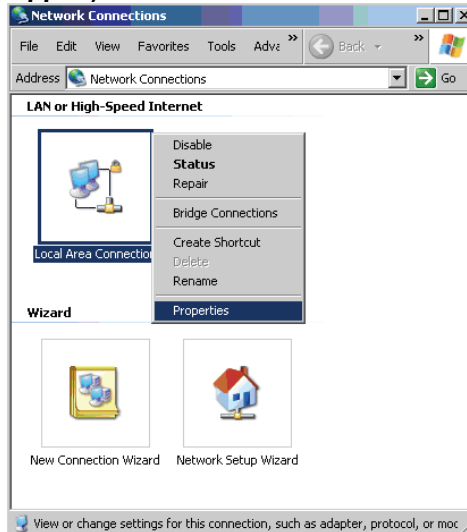 Network Connections
File Edit View Favorites Tools Adva » Back »
Address Network Connections Go
LAN or High-Speed Internet
Disable
Status
Repair
Bridge Connections
Create Shortcut
Delete
Rename
Properties
Local Area Connection
Wizard
New Connection Wizard Network Setup Wizard
View or change settings for this connection, such as adapter, protocol, or moc